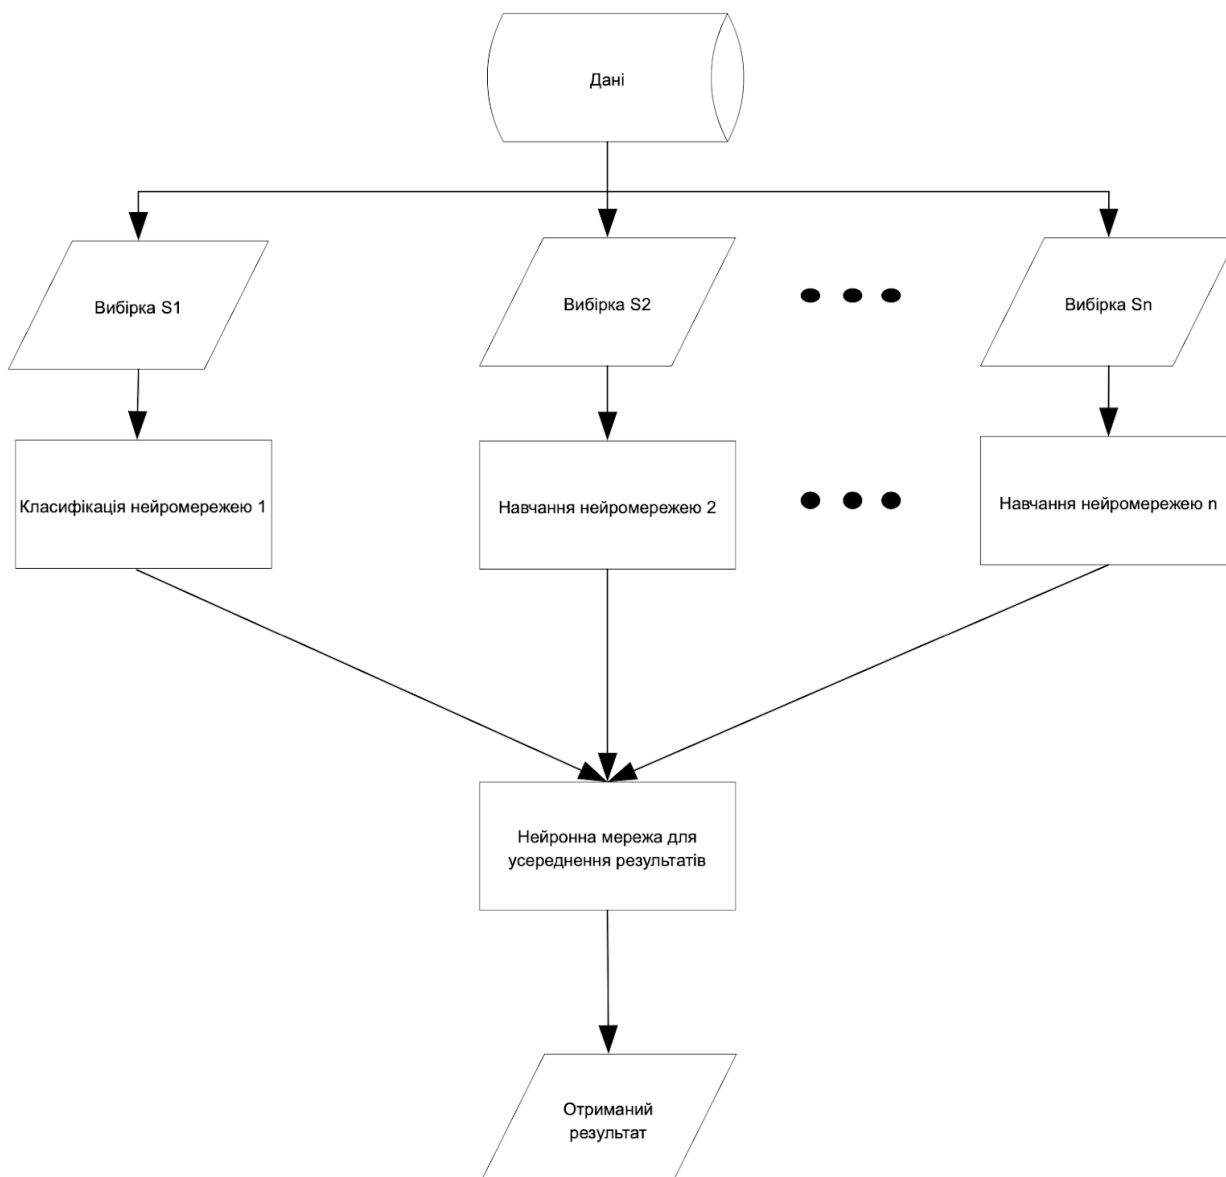 Дані
Вибірка S1
Вибірка S2
Вибірка Sn
Класифікація нейромережею 1
Навчання нейромережею 2
Навчання нейромережею n
Нейронна мережа для
усереднення результатів
Отриманий
результат